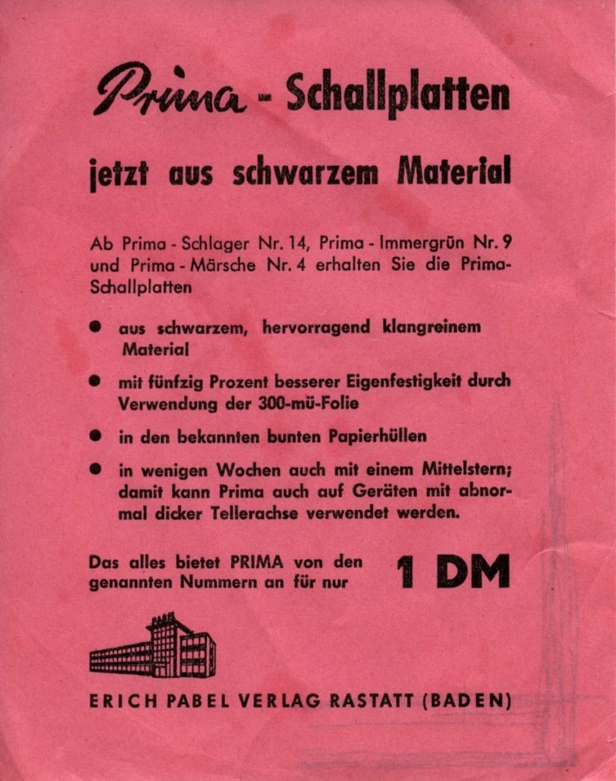 Prima - Schallplatten
jetzt aus schwarzem Material
Ab Prima - Schlager Nr. 14, Prima - Immergrün Nr. 9
und Prima - Märsche Nr. 4 erhalten Sie die Prima-
Schallplatten
● aus schwarzem, hervorragend klangreinem
Material
● mit fünfzig Prozent besserer Eigenfestigkeit durch
Verwendung der 300-mü-Folie
● in den bekannten bunten Papierhüllen
● in wenigen Wochen auch mit einem Mittelstern;
damit kann Prima auch auf Geräten mit abnor-
mal dicker Tellerachse verwendet werden.
Das alles bietet PRIMA von den
genannten Nummern an für nur
1 DM
PABEL
ERICH PABEL VERLAG RASTATT (BADEN)